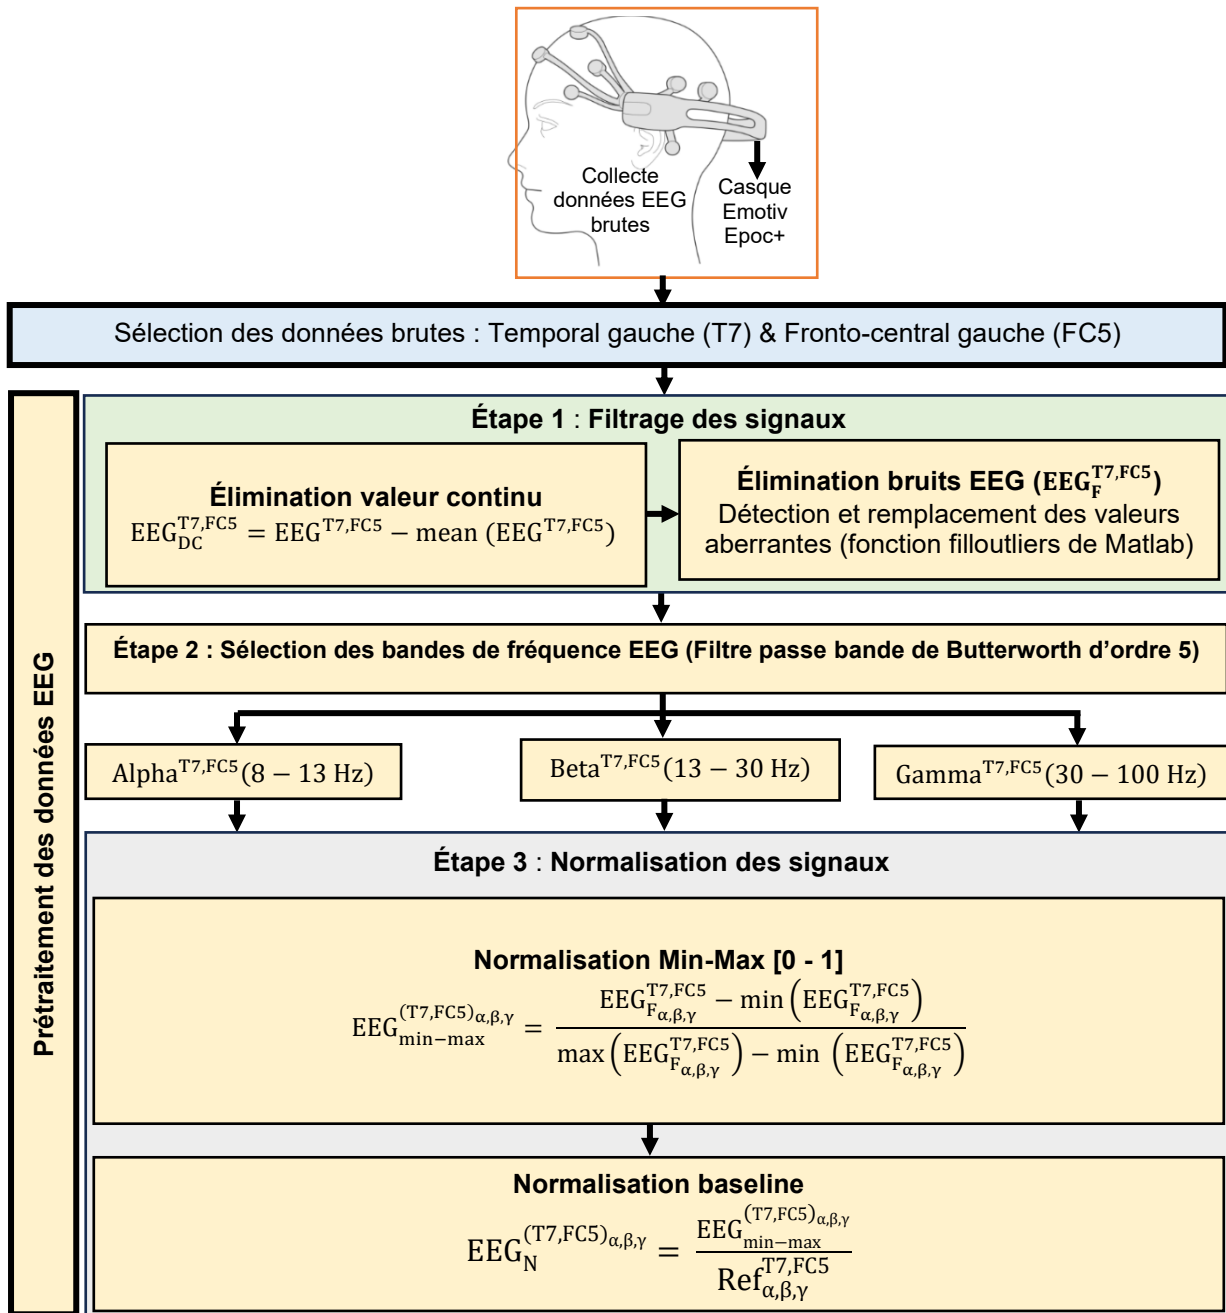 Collecte
données EEG
brutes
Casque
Emotiv
Epoc+
Sélection des données brutes : Temporal gauche (T7) & Fronto-central gauche (FC5)
Prétraitement des données EEG
Étape 1 : Filtrage des signaux
Élimination valeur continu
EEG_DC^T7,FC5 = EEG^T7,FC5 − mean (EEG^T7,FC5)
Élimination bruits EEG (EEG_F^T7,FC5)
Détection et remplacement des valeurs
aberrantes (fonction filloutliers de Matlab)
Étape 2 : Sélection des bandes de fréquence EEG (Filtre passe bande de Butterworth d’ordre 5)
Alpha^T7,FC5(8 − 13 Hz)
Beta^T7,FC5(13 − 30 Hz)
Gamma^T7,FC5(30 − 100 Hz)
Étape 3 : Normalisation des signaux
Normalisation Min-Max [0 - 1]
EEG_min−max^(T7,FC5)α,β,γ = (EEG_Fα,β,γ^T7,FC5 − min (EEG_Fα,β,γ^T7,FC5)) / (max (EEG_Fα,β,γ^T7,FC5) − min (EEG_Fα,β,γ^T7,FC5))
Normalisation baseline
EEG_N^(T7,FC5)α,β,γ = EEG_min−max^(T7,FC5)α,β,γ / Ref_α,β,γ^T7,FC5